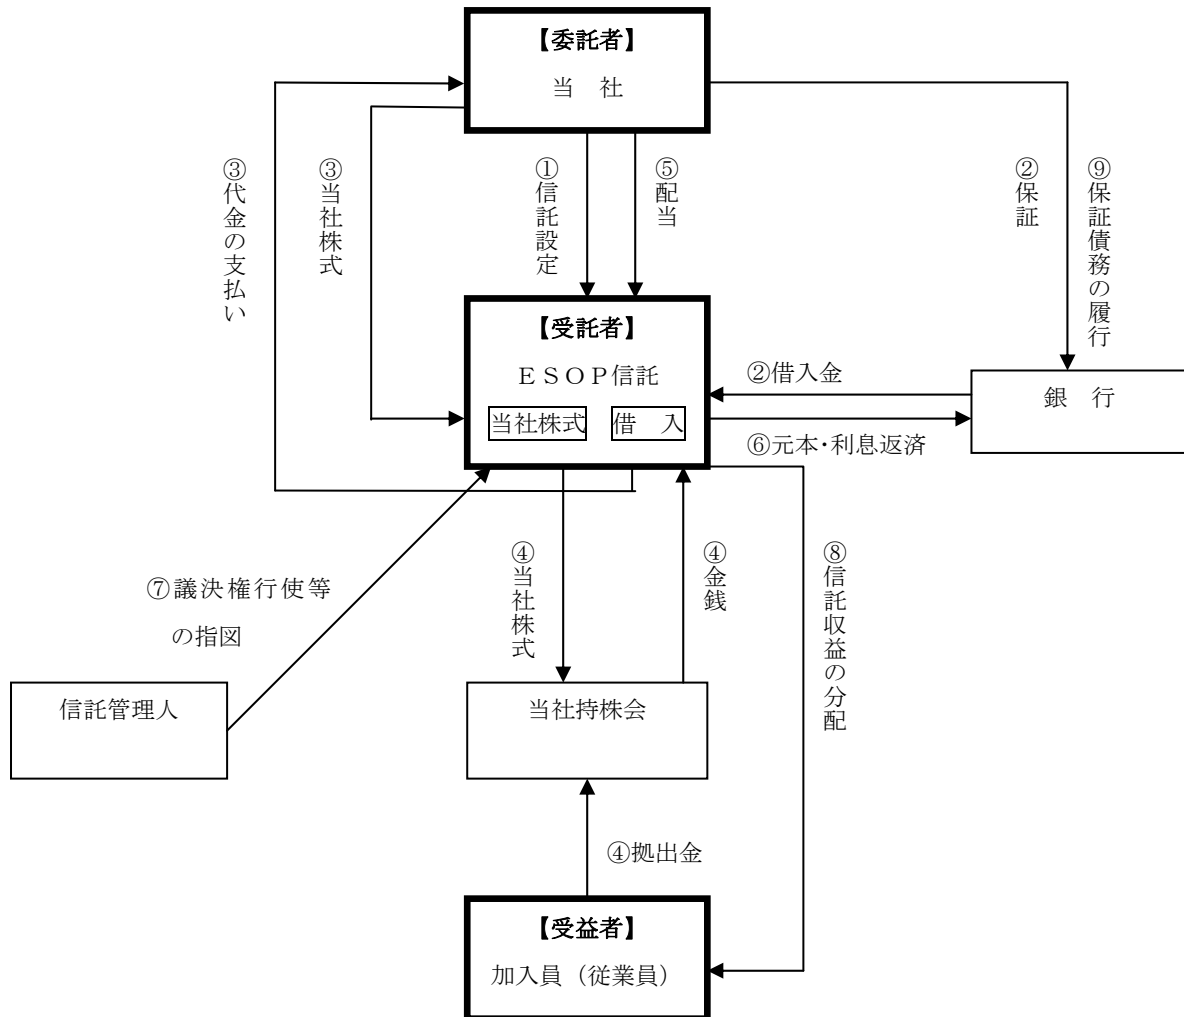 【委託者】
当 社
③代金の支払い
③当社株式
①信託設定
⑤配当
②保証
⑨保証債務の履行
【受託者】
ESOP信託
当社株式
借 入
②借入金
銀 行
⑥元本・利息返済
⑦議決権行使等
の指図
④当社株式
④金銭
⑧信託収益の分配
信託管理人
当社持株会
④拠出金
【受益者】
加入員（従業員）